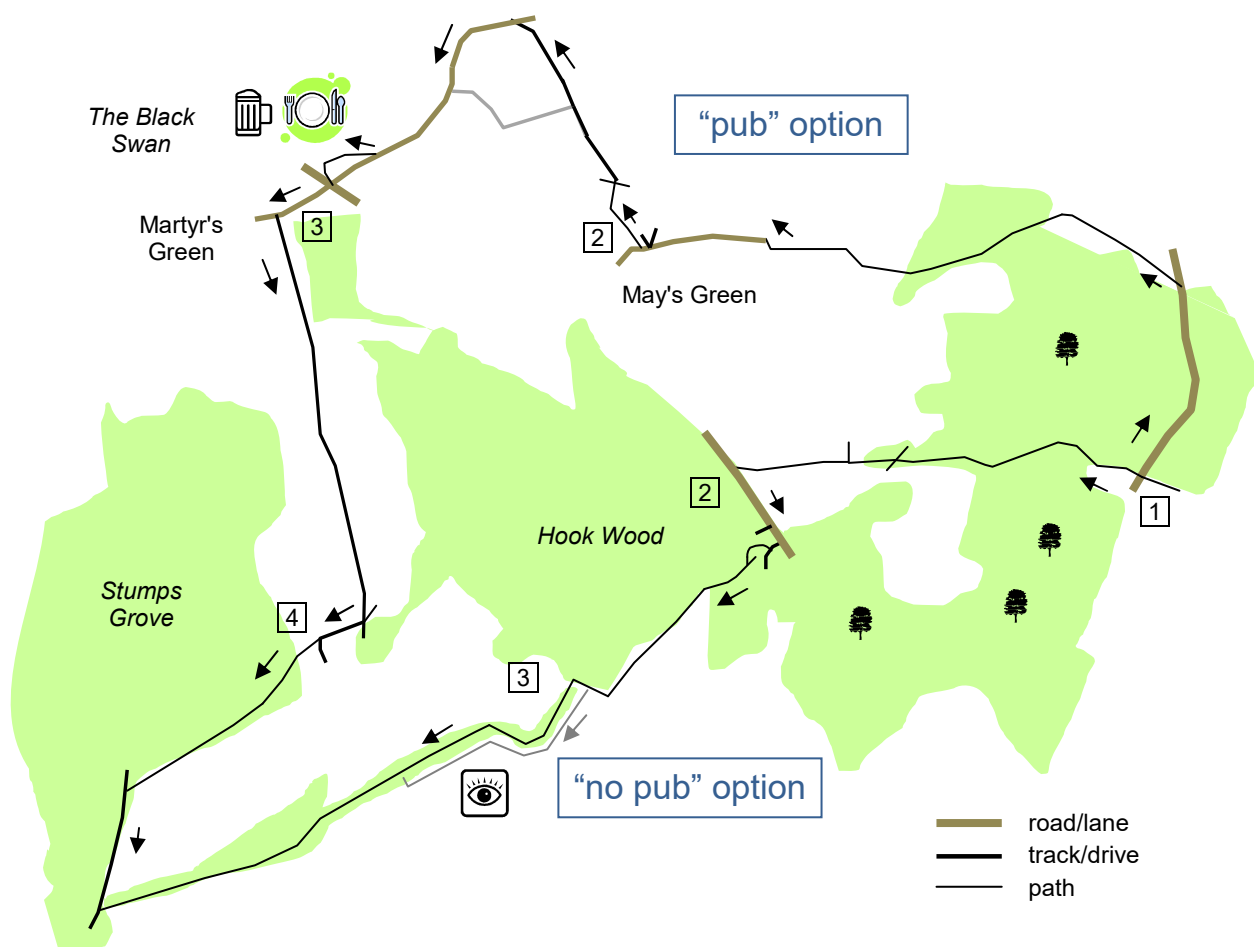 The Black
Swan
“pub” option
Martyr's
Green
3
2
May's Green
1
2
Hook Wood
Stumps
Grove
4
3
“no pub” option
road/lane
track/drive
path